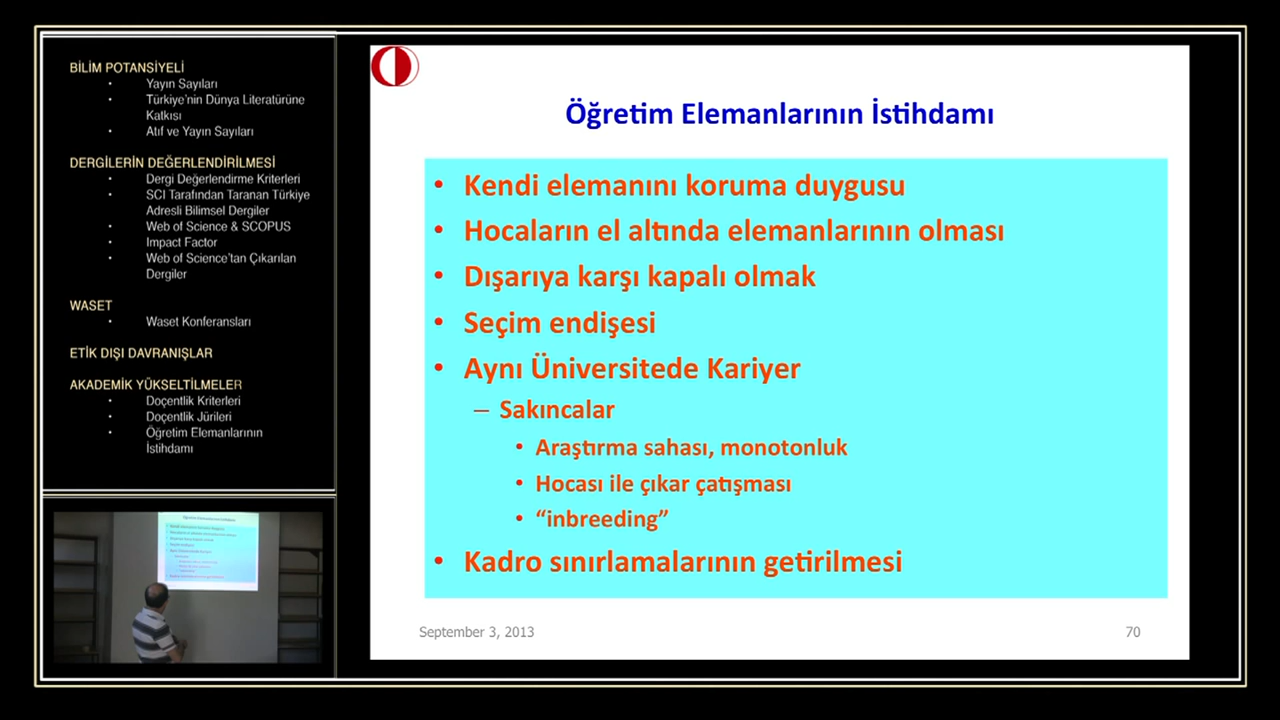 BİLİM POTANSİYELİ
• Yayın Sayıları
• Türkiye'nin Dünya Literatürüne
Katkısı
• Atıf ve Yayın Sayıları
DERGİLERİN DEĞERLENDİRİLMESİ
• Dergi Değerlendirme Kriterleri
• SCI Tarafından Taranan Türkiye
Adresli Bilimsel Dergiler
• Web of Science & SCOPUS
• Impact Factor
• Web of Science'tan Çıkarılan
Dergiler
WASET
• Waset Konferansları
ETİK DIŞI DAVRANIŞLAR
AKADEMİK YÜKSELTİLMELER
• Doçentlik Kriterleri
• Doçentlik Jürileri
• Öğretim Elemanlarının
İstihdamı
Öğretim Elemanlarının İstihdamı
• Kendi elemanını koruma duygusu
• Hocaların el altında elemanlarının olması
• Dışarıya karşı kapalı olmak
• Seçim endişesi
• Aynı Üniversitede Kariyer
– Sakıncalar
• Araştırma sahası, monotonluk
• Hocası ile çıkar çatışması
• “inbreeding”
• Kadro sınırlamalarının getirilmesi
September 3, 2013
70